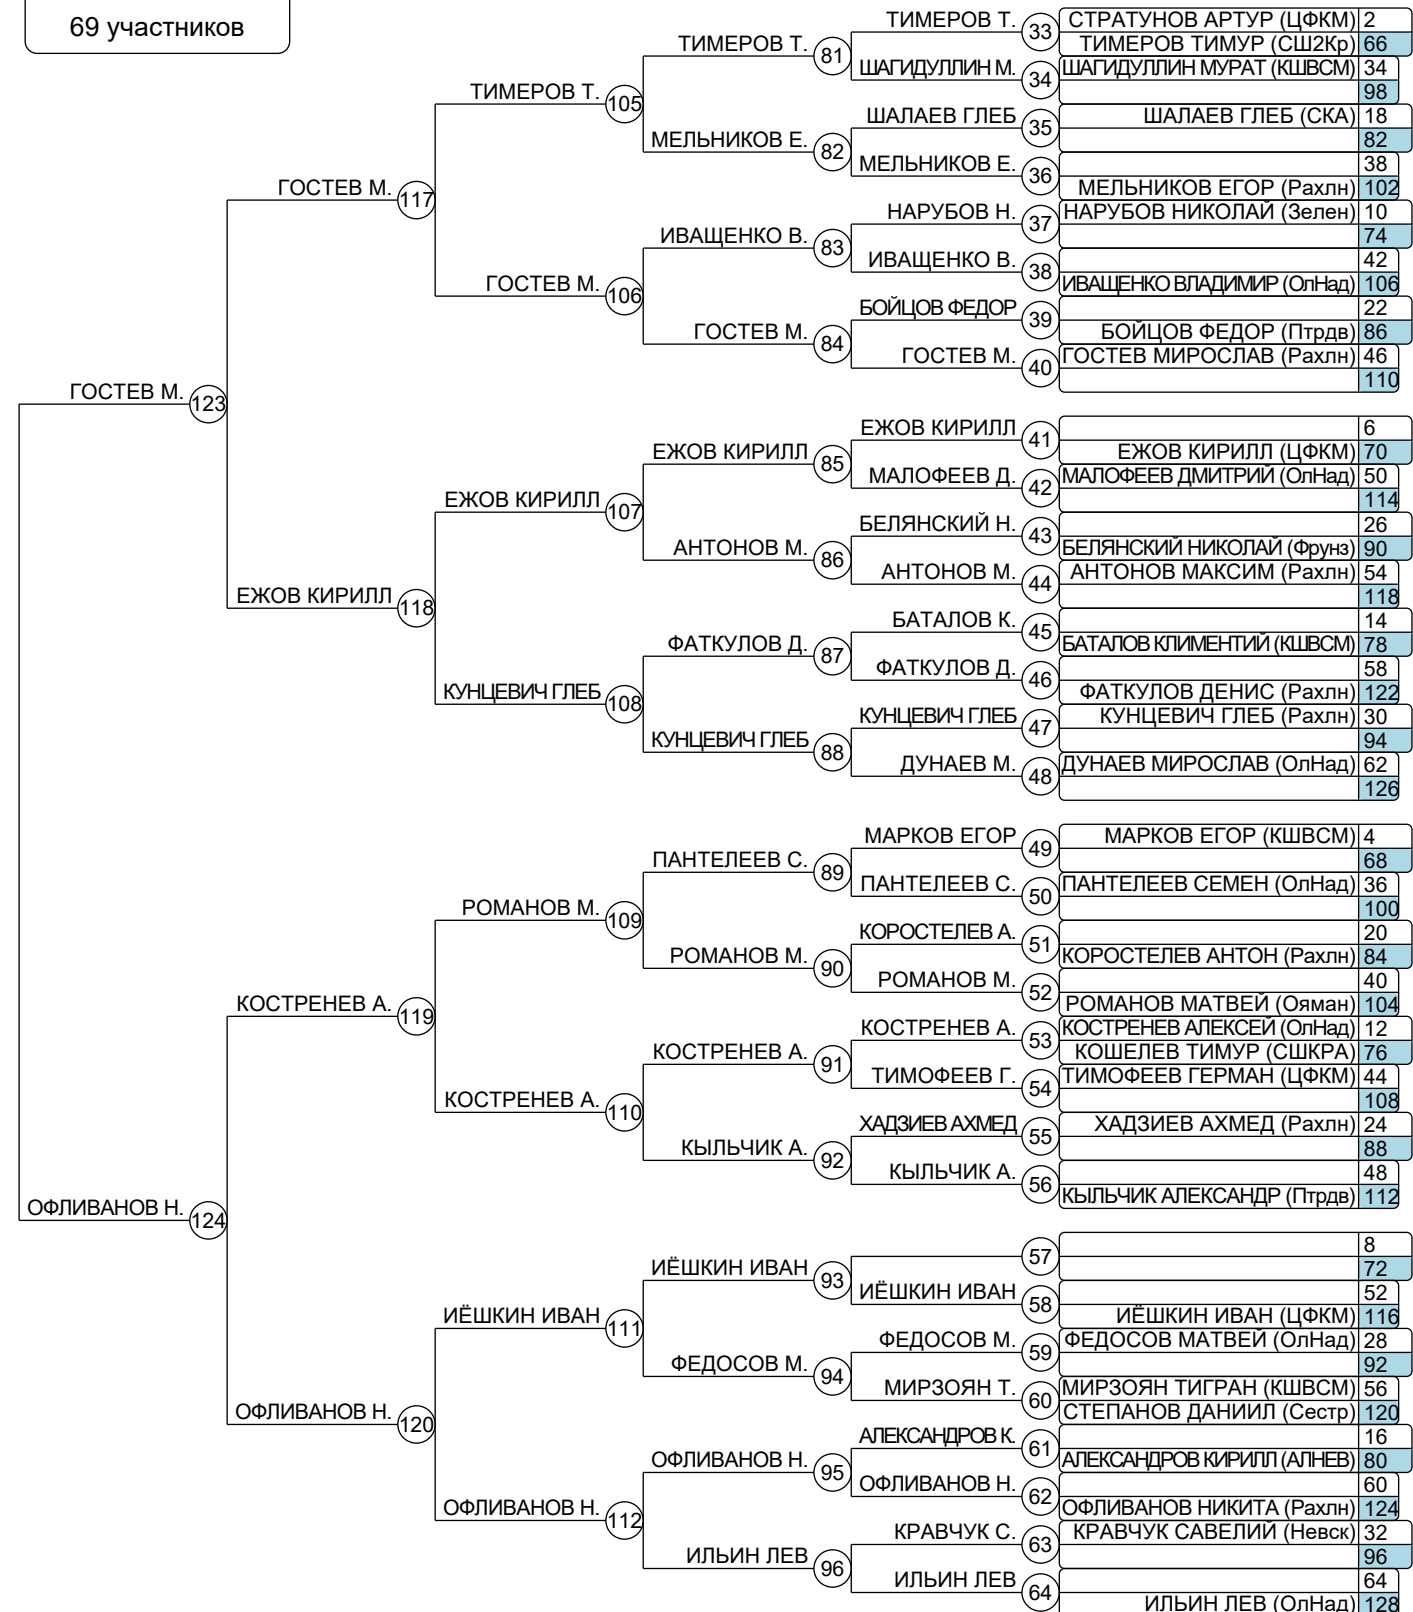 69 участников
ТИМЕРОВ Т. 33 СТРАТУНОВ АРТУР (ЦФКМ) 2
ТИМЕРОВ Т. 81 ТИМЕРОВ ТИМУР (СШ2Кр) 66
ШАГИДУЛЛИН М. 34 ШАГИДУЛЛИН МУРАТ (КШВСМ) 34
ТИМЕРОВ Т. 105 98
ШАЛАЕВ ГЛЕБ 35 ШАЛАЕВ ГЛЕБ (СКА) 18
МЕЛЬНИКОВ Е. 82 82
МЕЛЬНИКОВ Е. 36 38
ГОСТЕВ М. 117 МЕЛЬНИКОВ ЕГОР (Рахлн) 102
НАРУБОВ Н. 37 НАРУБОВ НИКОЛАЙ (Зелен) 10
ИВАЩЕНКО В. 83 74
ИВАЩЕНКО В. 38 42
ГОСТЕВ М. 106 ИВАЩЕНКО ВЛАДИМИР (ОлНад) 106
БОЙЦОВ ФЕДОР 39 22
ГОСТЕВ М. 84 БОЙЦОВ ФЕДОР (Птрдв) 86
ГОСТЕВ М. 40 ГОСТЕВ МИРОСЛАВ (Рахлн) 46
ГОСТЕВ М. 123 110
ЕЖОВ КИРИЛЛ 41 6
ЕЖОВ КИРИЛЛ 85 ЕЖОВ КИРИЛЛ (ЦФКМ) 70
МАЛОФЕЕВ Д. 42 МАЛОФЕЕВ ДМИТРИЙ (ОлНад) 50
ЕЖОВ КИРИЛЛ 107 114
БЕЛЯНСКИЙ Н. 43 26
АНТОНОВ М. 86 БЕЛЯНСКИЙ НИКОЛАЙ (Фрунз) 90
АНТОНОВ М. 44 АНТОНОВ МАКСИМ (Рахлн) 54
ЕЖОВ КИРИЛЛ 118 118
БАТАЛОВ К. 45 14
ФАТКУЛОВ Д. 87 БАТАЛОВ КЛИМЕНТИЙ (КШВСМ) 78
ФАТКУЛОВ Д. 46 58
КУНЦЕВИЧ ГЛЕБ 108 ФАТКУЛОВ ДЕНИС (Рахлн) 122
КУНЦЕВИЧ ГЛЕБ 47 КУНЦЕВИЧ ГЛЕБ (Рахлн) 30
КУНЦЕВИЧ ГЛЕБ 88 94
ДУНАЕВ М. 48 ДУНАЕВ МИРОСЛАВ (ОлНад) 62
126
МАРКОВ ЕГОР 49 МАРКОВ ЕГОР (КШВСМ) 4
ПАНТЕЛЕЕВ С. 89 68
ПАНТЕЛЕЕВ С. 50 ПАНТЕЛЕЕВ СЕМЕН (ОлНад) 36
РОМАНОВ М. 109 100
КОРОСТЕЛЕВ А. 51 20
РОМАНОВ М. 90 КОРОСТЕЛЕВ АНТОН (Рахлн) 84
РОМАНОВ М. 52 40
КОСТРЕНЕВ А. 119 РОМАНОВ МАТВЕЙ (Ояман) 104
КОСТРЕНЕВ А. 53 КОСТРЕНЕВ АЛЕКСЕЙ (ОлНад) 12
КОСТРЕНЕВ А. 91 КОШЕЛЕВ ТИМУР (СШКРА) 76
ТИМОФЕЕВ Г. 54 ТИМОФЕЕВ ГЕРМАН (ЦФКМ) 44
КОСТРЕНЕВ А. 110 108
ХАДЗИЕВ АХМЕД 55 ХАДЗИЕВ АХМЕД (Рахлн) 24
КЫЛЬЧИК А. 92 88
КЫЛЬЧИК А. 56 48
ОФЛИВАНОВ Н. 124 КЫЛЬЧИК АЛЕКСАНДР (Птрдв) 112
57 8
ИЁШКИН ИВАН 93 72
ИЁШКИН ИВАН 58 52
ИЁШКИН ИВАН 111 ИЁШКИН ИВАН (ЦФКМ) 116
ФЕДОСОВ М. 59 ФЕДОСОВ МАТВЕЙ (ОлНад) 28
ФЕДОСОВ М. 94 92
МИРЗОЯН Т. 60 МИРЗОЯН ТИГРАН (КШВСМ) 56
ОФЛИВАНОВ Н. 120 СТЕПАНОВ ДАНИИЛ (Сестр) 120
АЛЕКСАНДРОВ К. 61 16
ОФЛИВАНОВ Н. 95 АЛЕКСАНДРОВ КИРИЛЛ (АЛНЕВ) 80
ОФЛИВАНОВ Н. 62 60
ОФЛИВАНОВ Н. 112 ОФЛИВАНОВ НИКИТА (Рахлн) 124
КРАВЧУК С. 63 КРАВЧУК САВЕЛИЙ (Невск) 32
ИЛЬИН ЛЕВ 96 96
ИЛЬИН ЛЕВ 64 64
ИЛЬИН ЛЕВ (ОлНад) 128